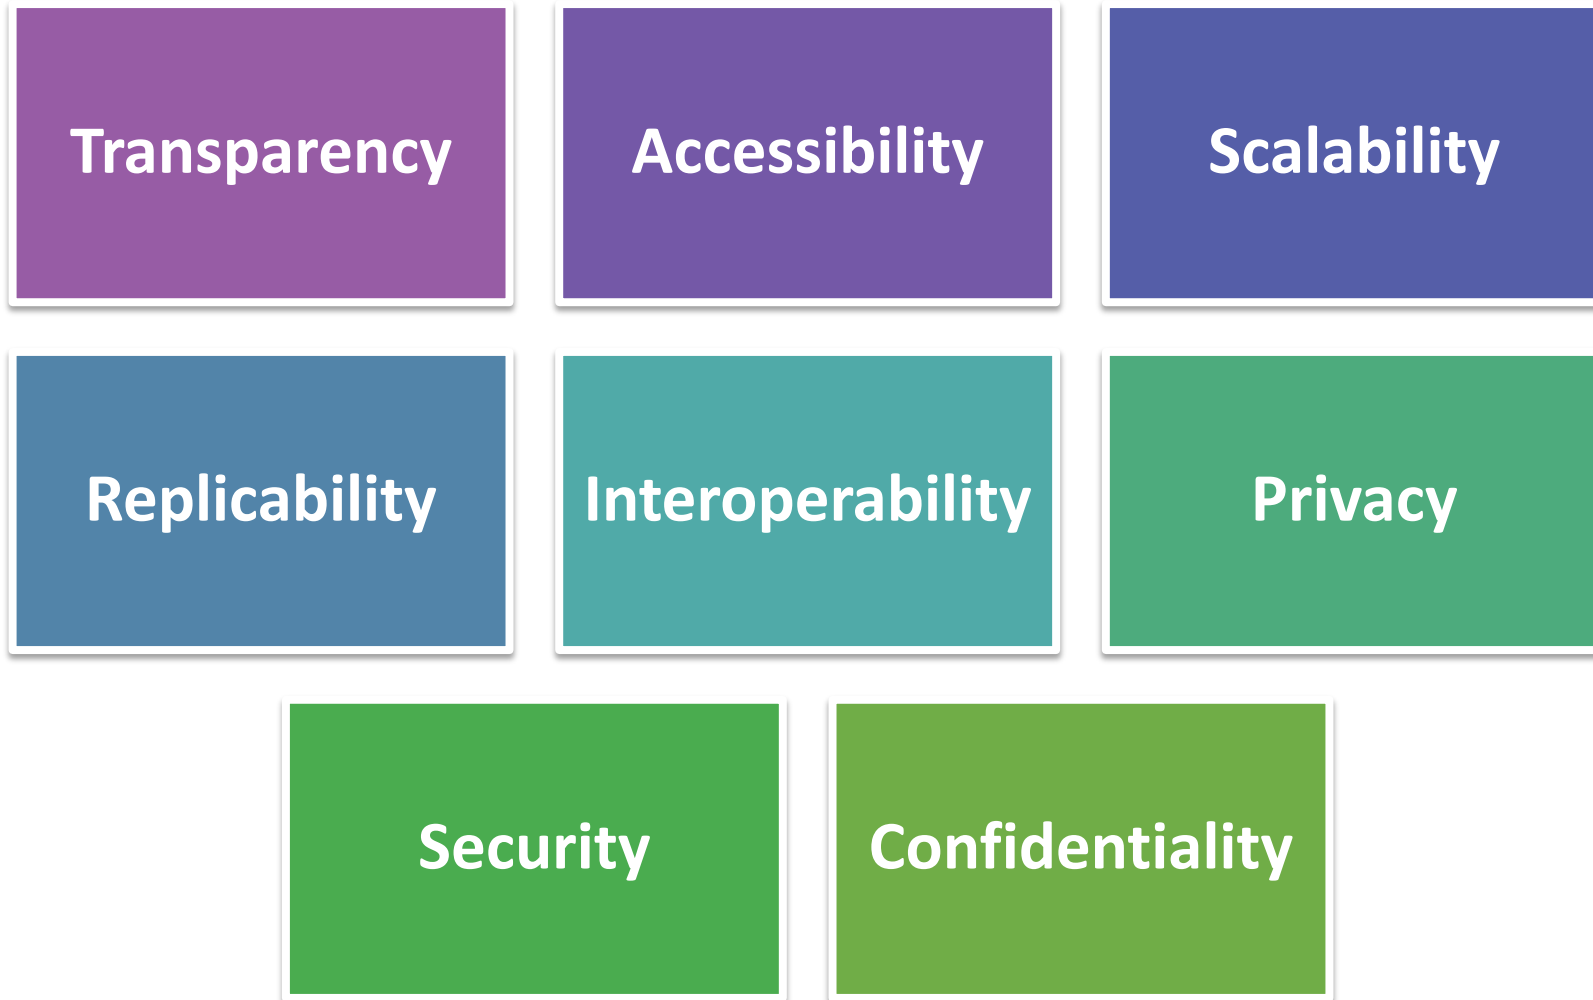 Transparency
Accessibility
Scalability
Replicability
Interoperability
Privacy
Security
Confidentiality